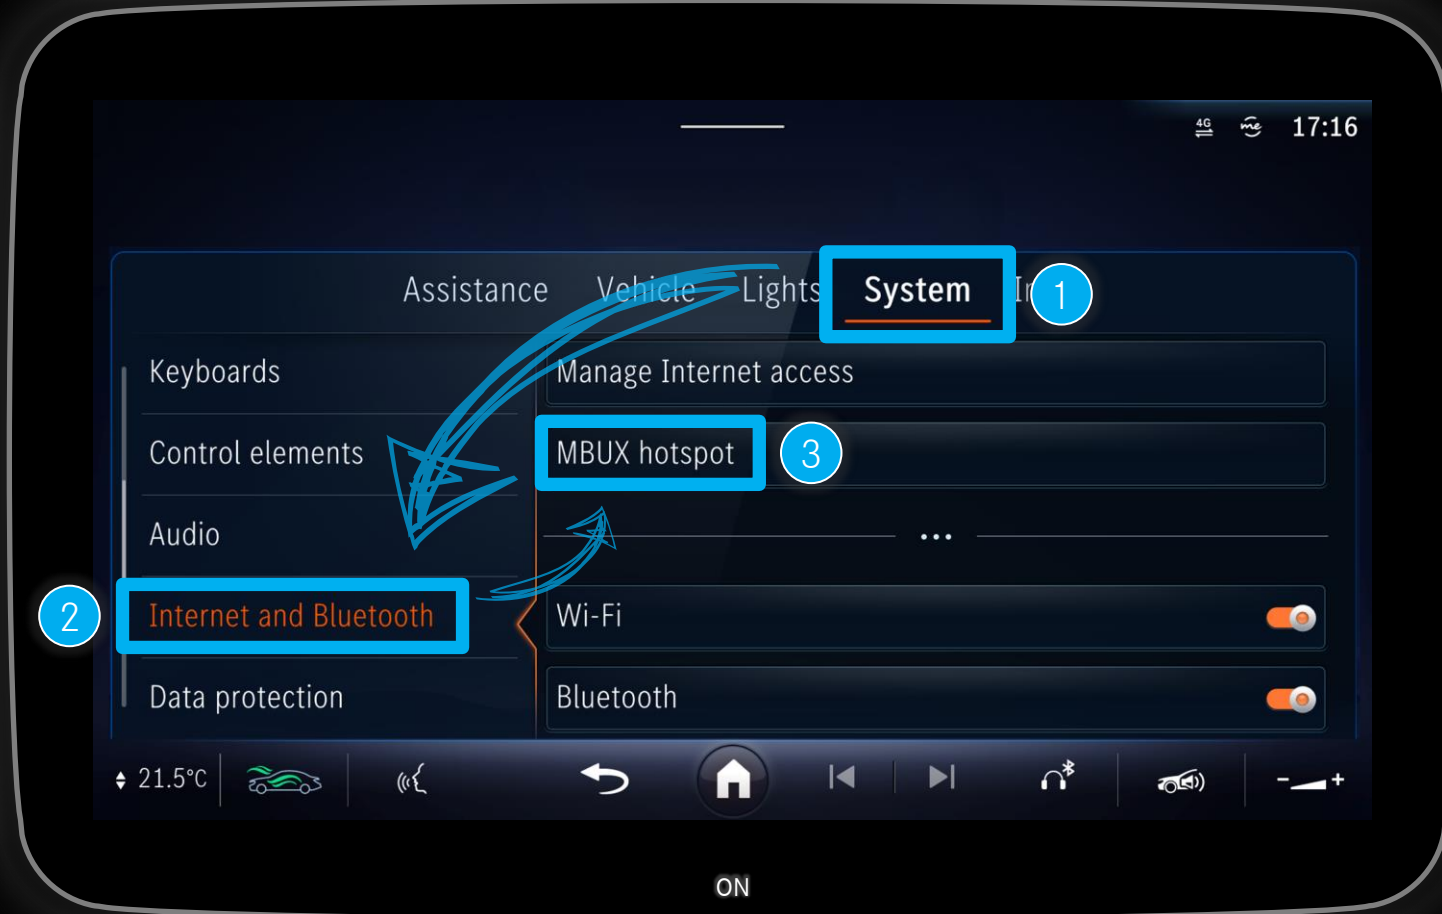 4G me 17:16
Assistance Vehicle Lights System 1
Keyboards
Manage Internet access
Control elements
MBUX hotspot 3
Audio
2 Internet and Bluetooth
Wi-Fi
Data protection
Bluetooth
21.5°C
ON